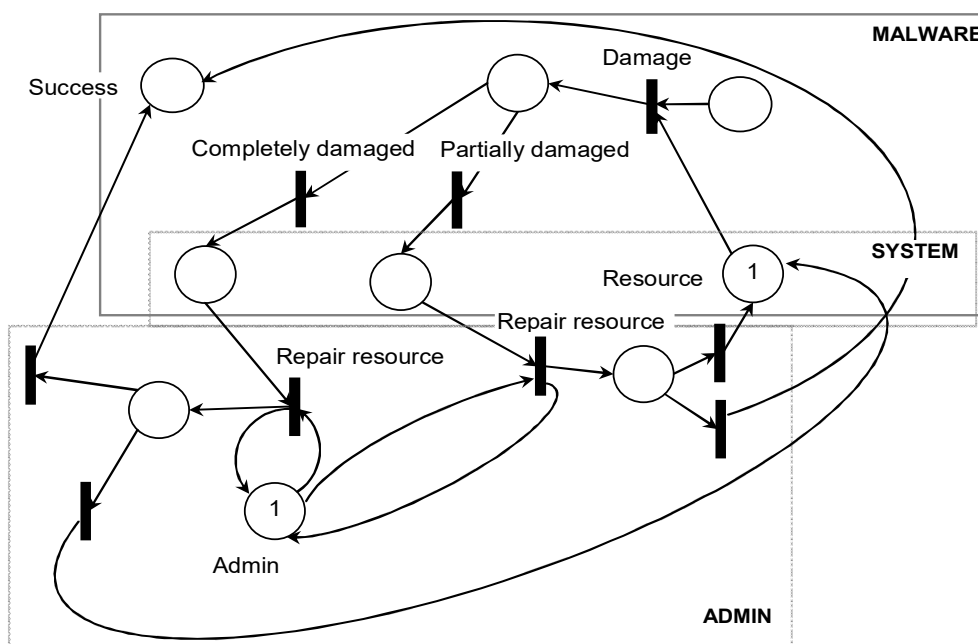 MALWARE
Damage
Success
Completely damaged
Partially damaged
SYSTEM
Resource
1
Repair resource
Repair resource
1
Admin
ADMIN